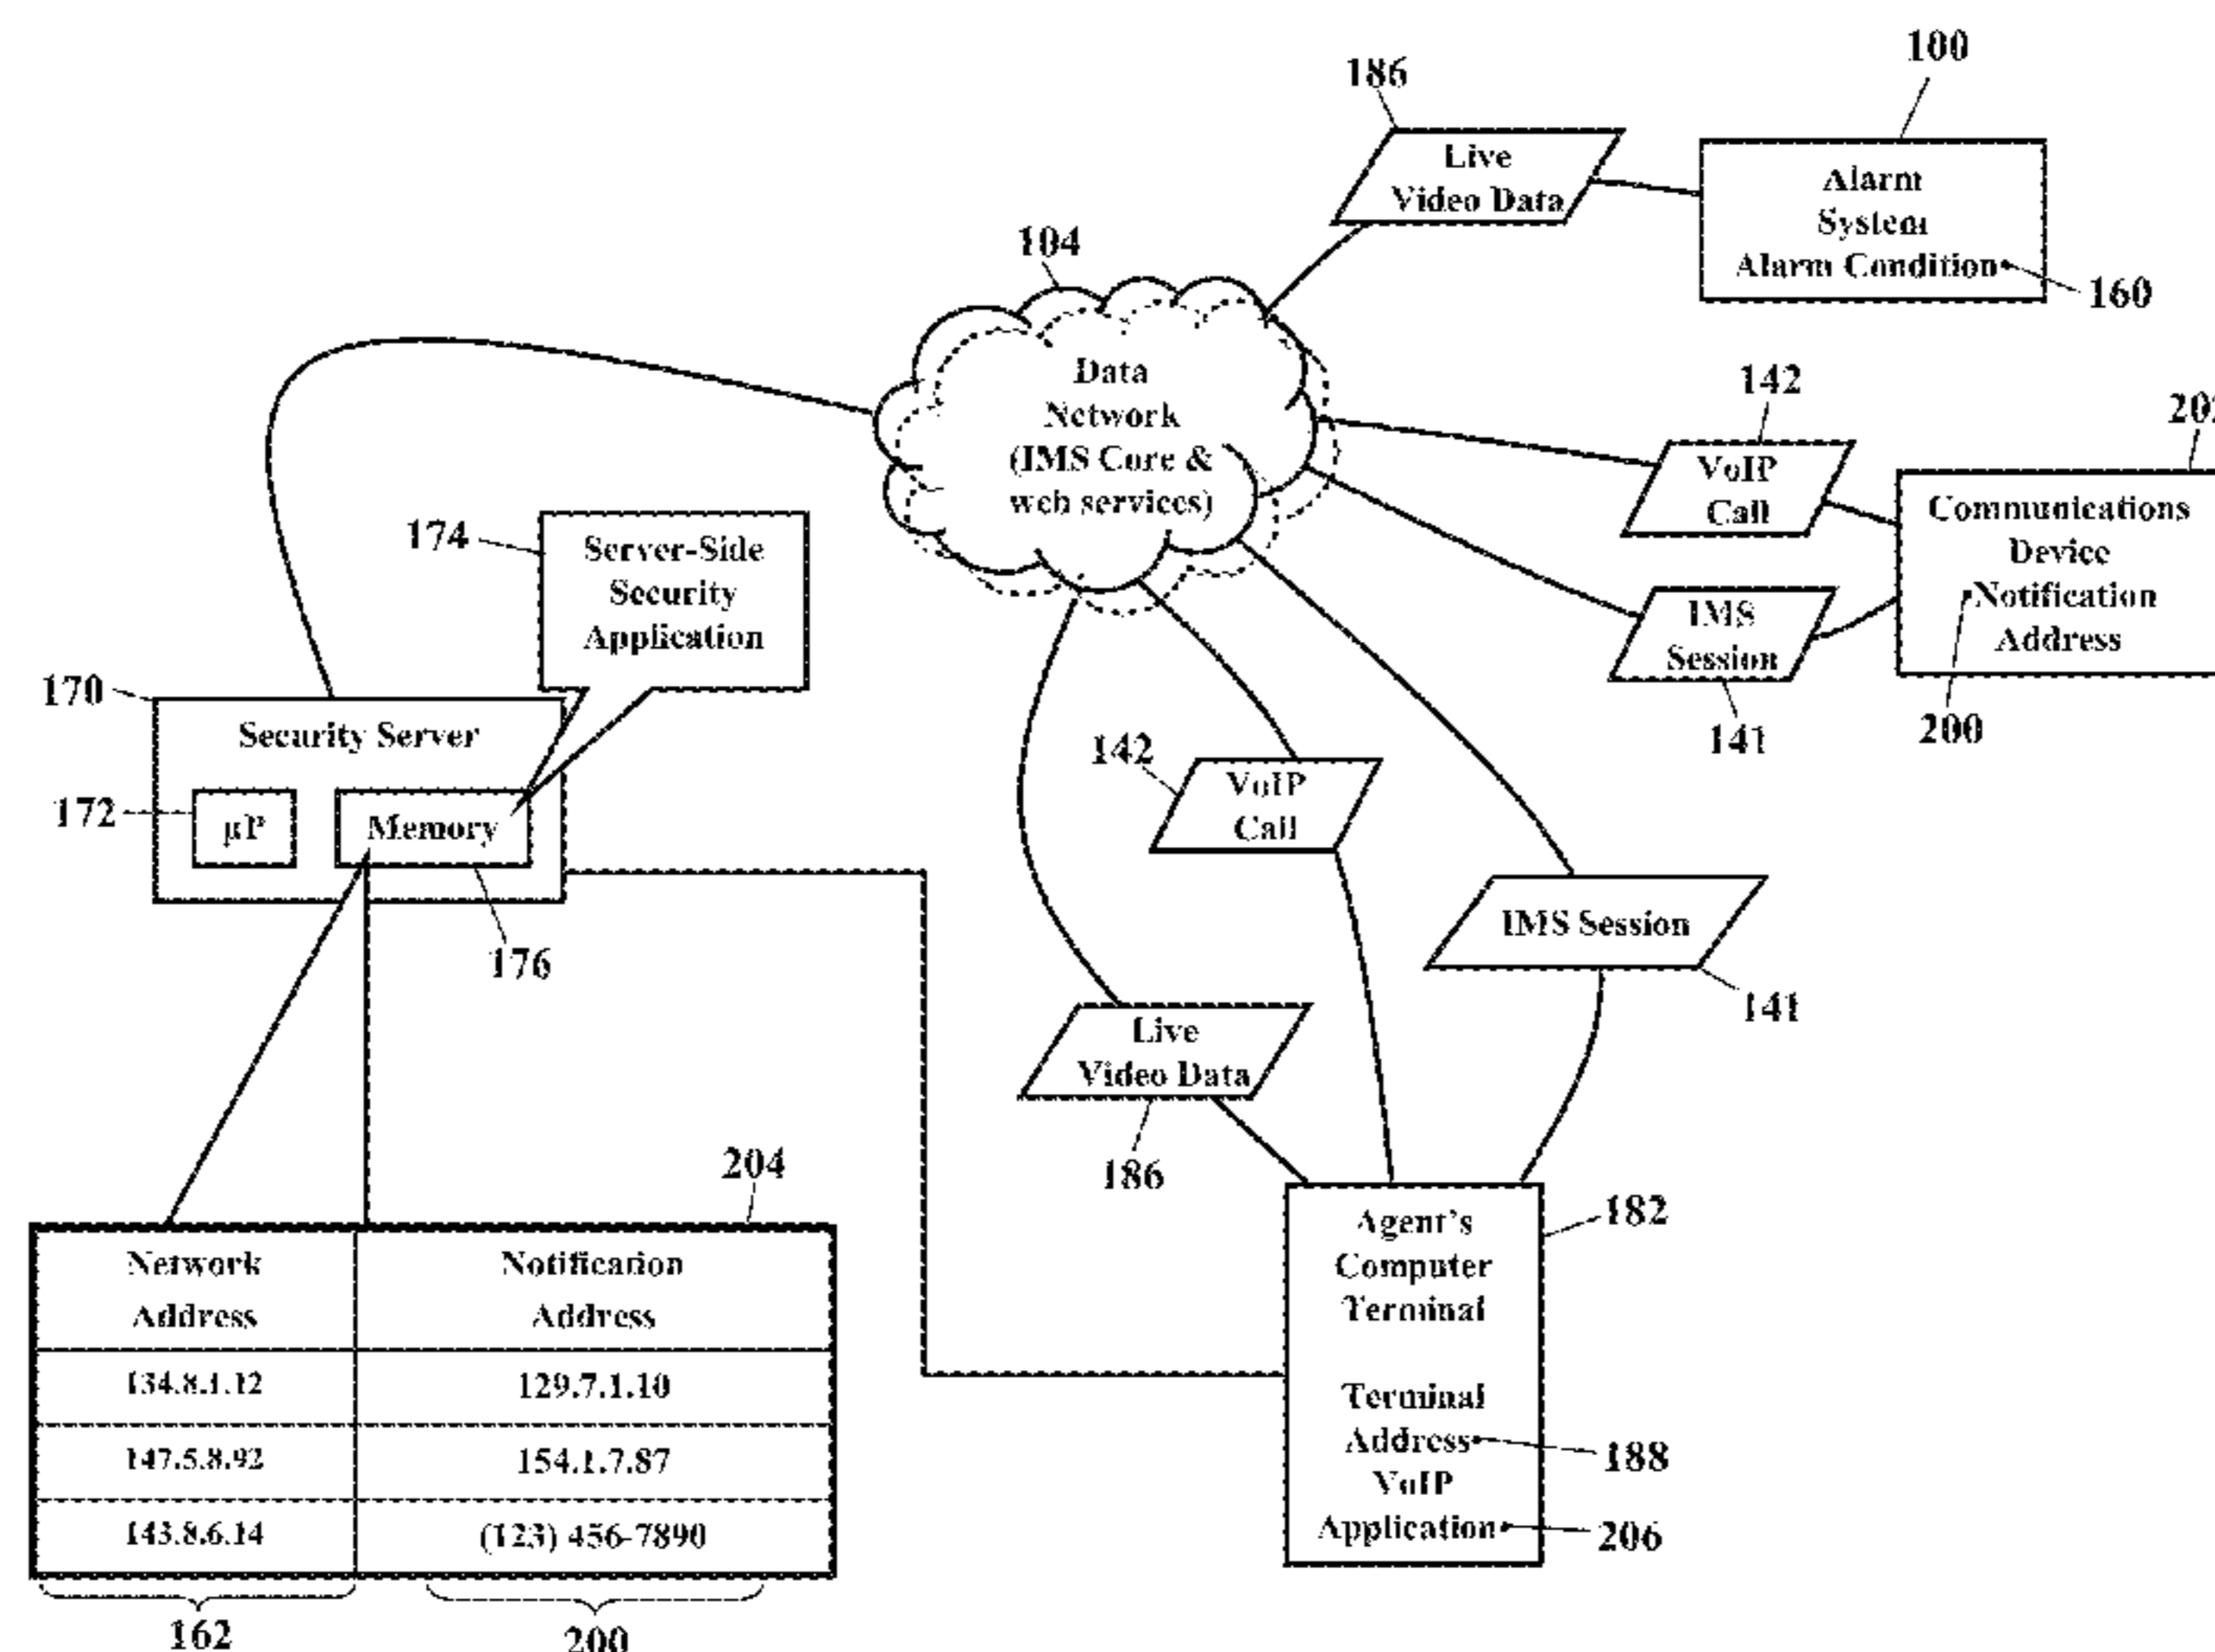 100
186
Live
Video Data
Alarm
System
Alarm Condition
160
104
Data
Network
(IMS Core &
web services)
142
VoIP
Call
Communications
Device
Notification
Address
200
IMS
Session
141
174
Server-Side
Security
Application
170
Security Server
172
µP
Memory
176
142
VoIP
Call
IMS Session
141
Live
Video Data
186
204
Network
Address
Notification
Address
134.8.1.12
129.7.1.10
147.5.8.92
154.1.7.87
143.8.6.14
(123) 456-7890
162
200
182
Agent's
Computer
Terminal
Terminal
Address
188
VoIP
Application
206